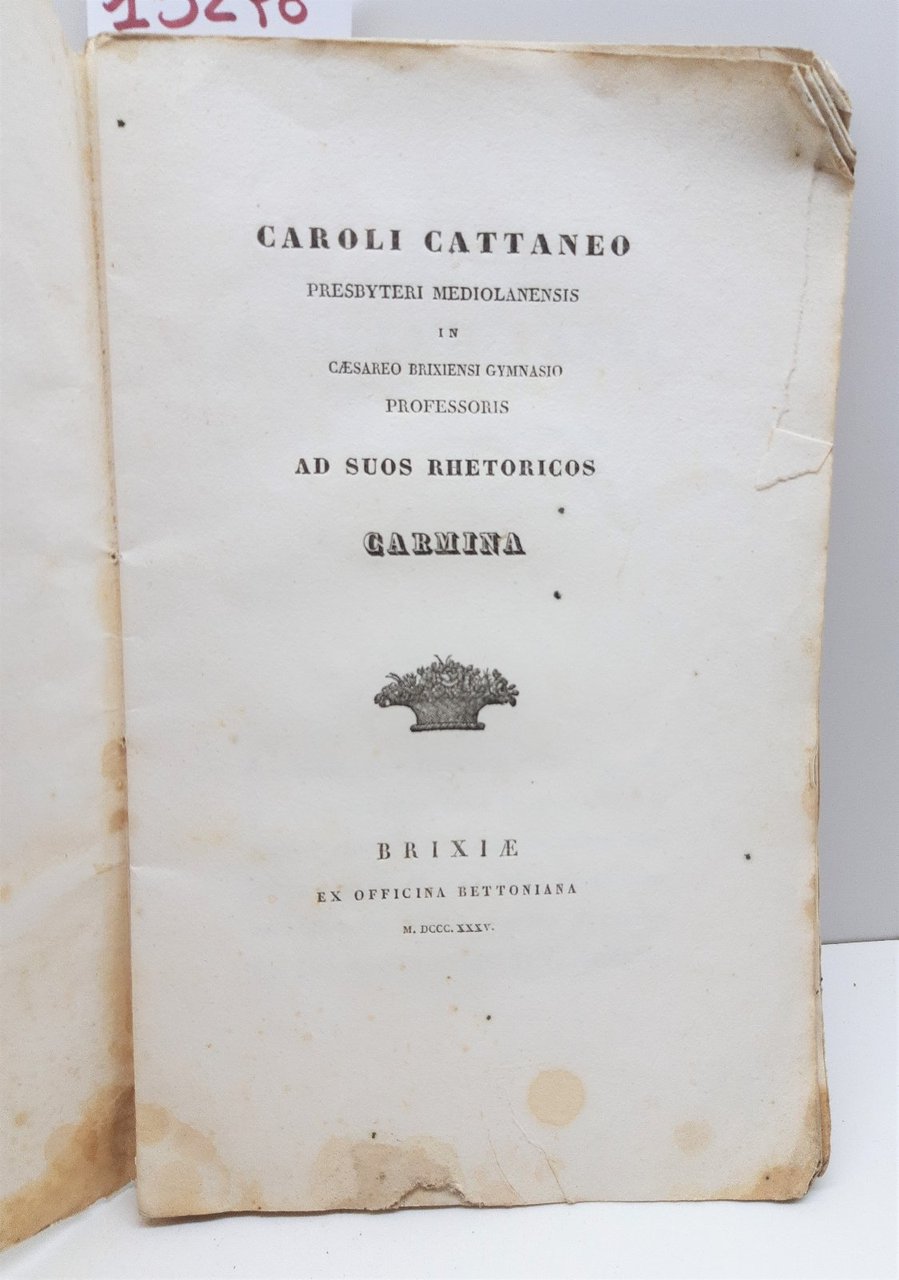 CAROLI CATTANEO
PRESBYTERI MEDIOLANENSIS
IN
CÆSAREO BRIXIENSI GYMNASIO
PROFESSORIS
AD SUOS RHETORICOS
CARMINA
BRIXIÆ
EX OFFICINA BETTONIANA
M. DCCC. XXXV.